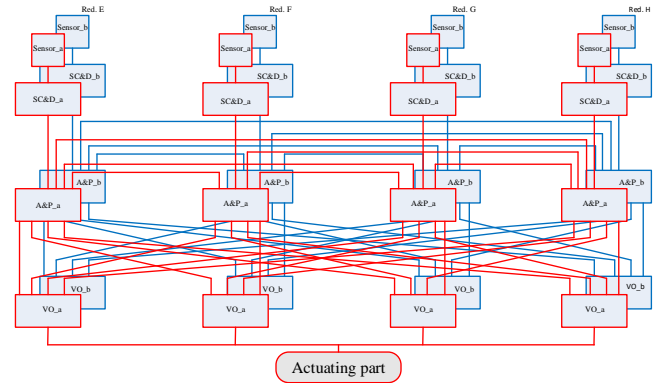 Red. E Red. F Red. G Red. H
Sensor_b Sensor_b Sensor_b Sensor_b
Sensor_a Sensor_a Sensor_a Sensor_a
SC&D_b SC&D_b SC&D_b SC&D_b
SC&D_a SC&D_a SC&D_a SC&D_a
A&P_b A&P_b A&P_b A&P_b
A&P_a A&P_a A&P_a A&P_a
VO_b VO_b VO_b VO_b
VO_a VO_a VO_a VO_a
Actuating part